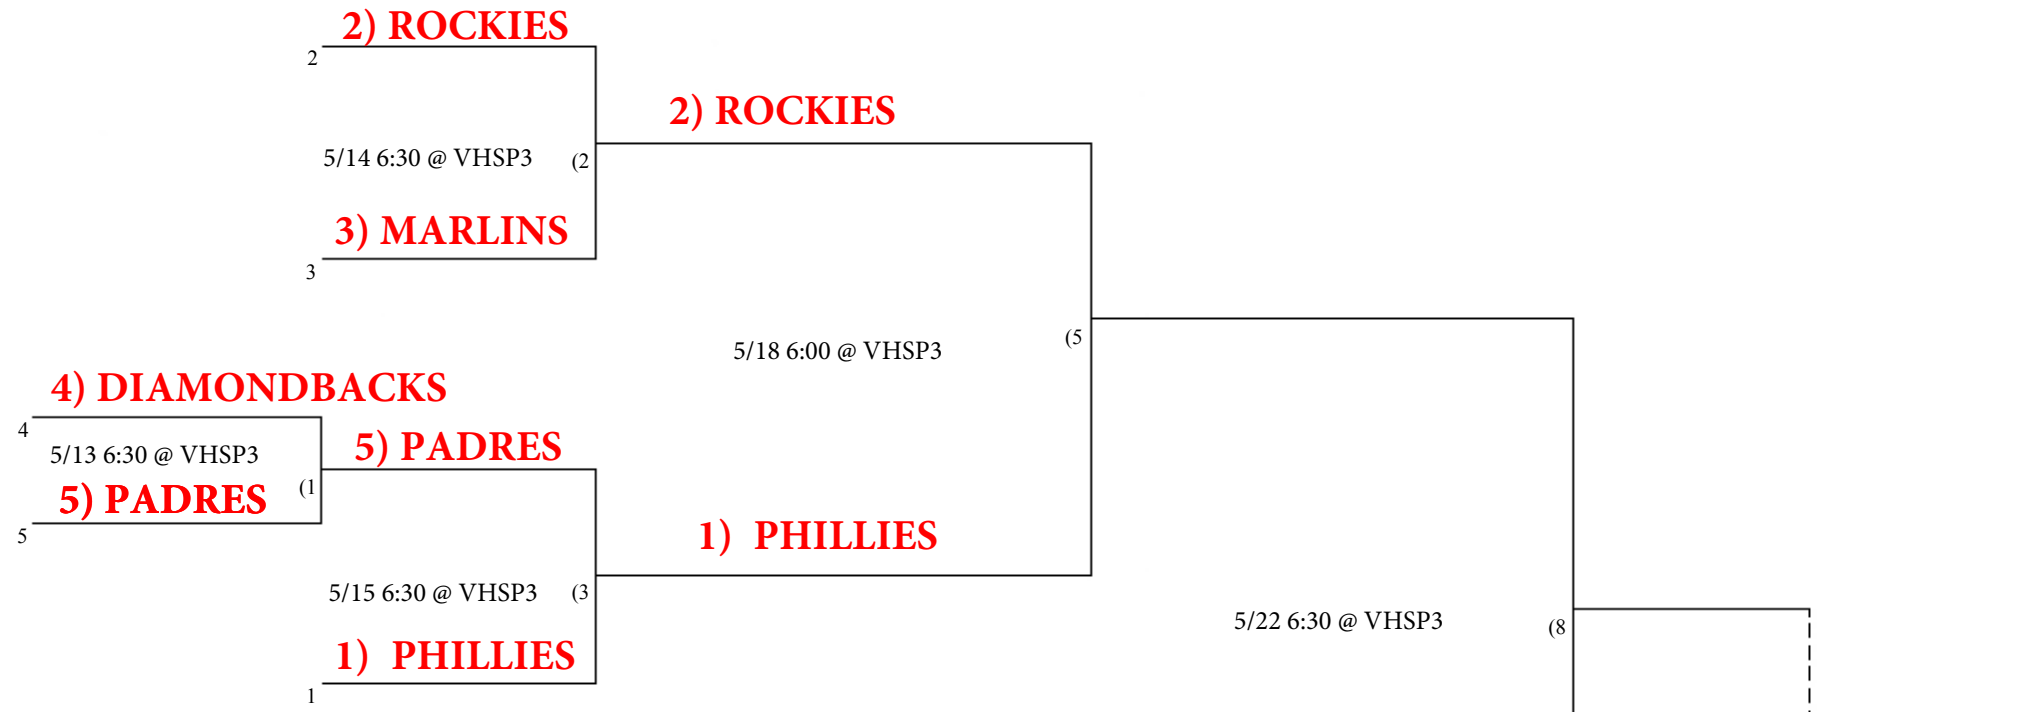 2) ROCKIES
2
2) ROCKIES
5/14 6:30 @ VHSP3
(2
3) MARLINS
3
5/18 6:00 @ VHSP3
(5
4) DIAMONDBACKS
4
5/13 6:30 @ VHSP3
5) PADRES
5) PADRES
(1
5
1) PHILLIES
5/15 6:30 @ VHSP3
(3
5/22 6:30 @ VHSP3
(8
1) PHILLIES
1